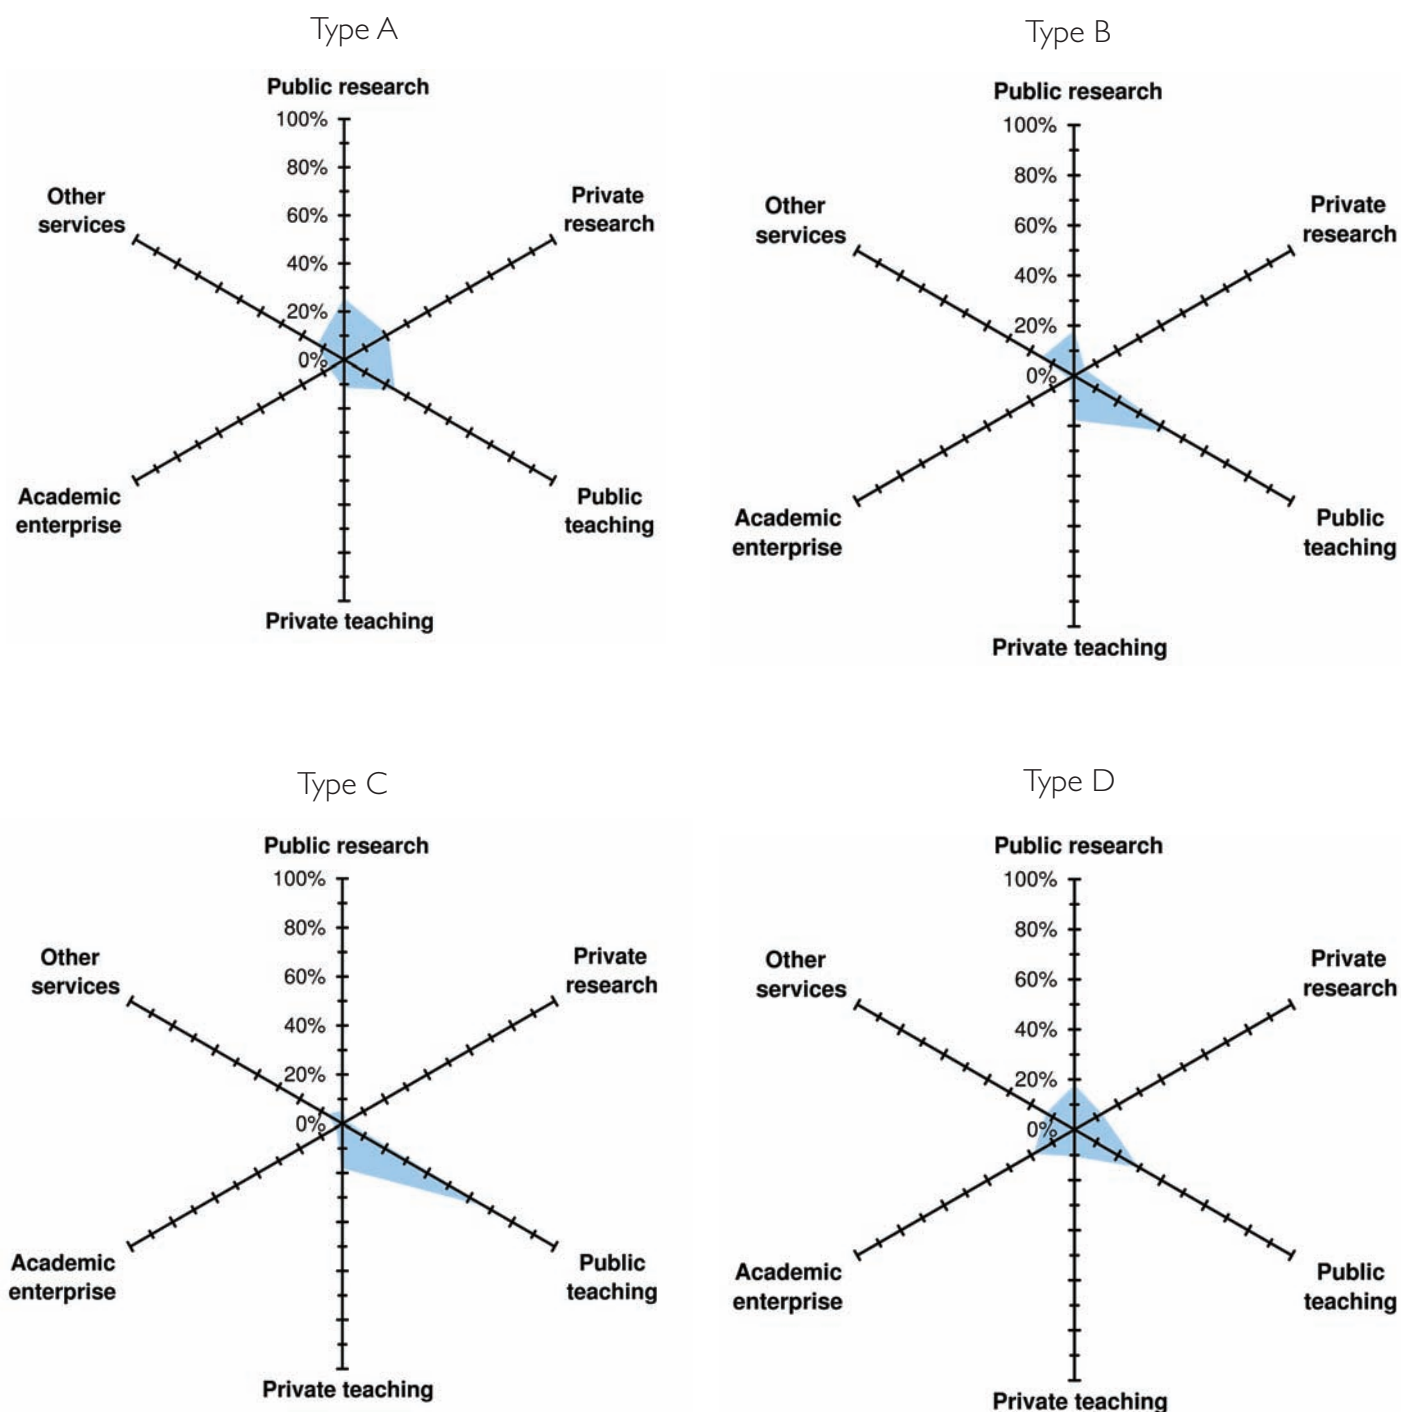 Type A
Public research
100%
80%
60%
40%
20%
0%
Other
services
Private
research
Academic
enterprise
Public
teaching
Private teaching
Type B
Public research
100%
80%
60%
40%
20%
0%
Other
services
Private
research
Academic
enterprise
Public
teaching
Private teaching
Type C
Public research
100%
80%
60%
40%
20%
0%
Other
services
Private
research
Academic
enterprise
Public
teaching
Private teaching
Type D
Public research
100%
80%
60%
40%
20%
0%
Other
services
Private
research
Academic
enterprise
Public
teaching
Private teaching